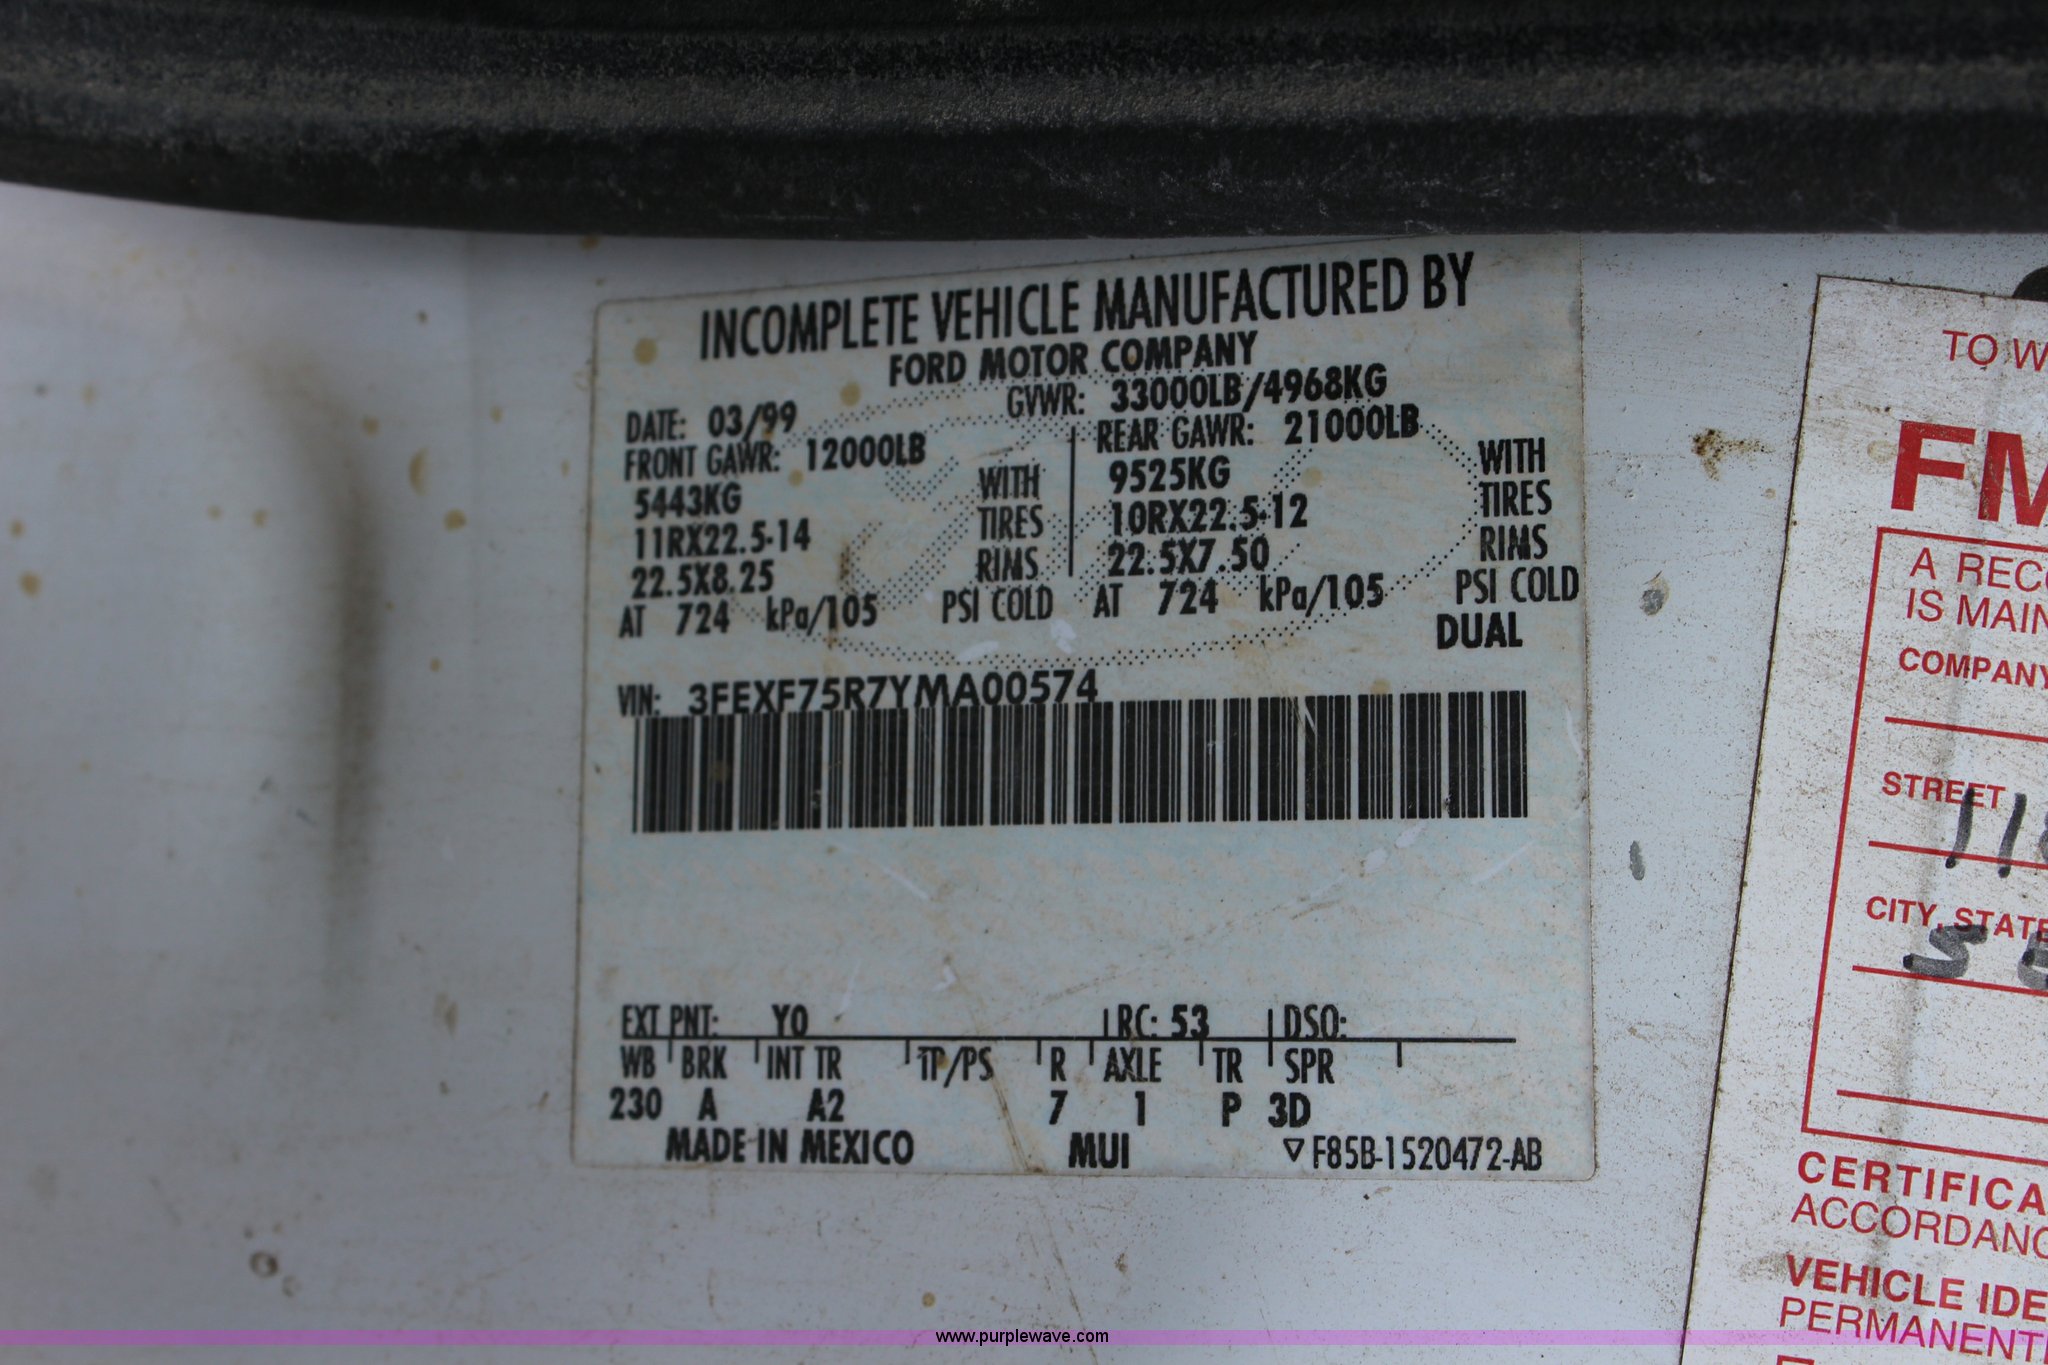 INCOMPLETE VEHICLE MANUFACTURED BY
FORD MOTOR COMPANY
DATE: 03/99 GVWR: 33000LB/4968KG
FRONT GAWR: 12000LB REAR GAWR: 21000LB
5443KG WITH 9525KG WITH
11RX22.5-14 TIRES 10RX22.5-12 TIRES
22.5X8.25 RIMS 22.5X7.50 RIMS
AT 724 kPa/105 PSI COLD AT 724 kPa/105 PSI COLD
DUAL
VIN: 3FEXF75R7YMA00574
EXT PNT: YO RC: 53 DSO:
WB BRK INT TR TP/PS R AXLE TR SPR
230 A A2 7 1 P 3D
MADE IN MEXICO MUI ▽F85B-1520472-AB
TO W
FM
A REC
IS MAIN
COMPANY
STREET 11
CITY, STATE
SE
CERTIFICA
ACCORDANC
VEHICLE IDE
PERMANENT
www.purplewave.com